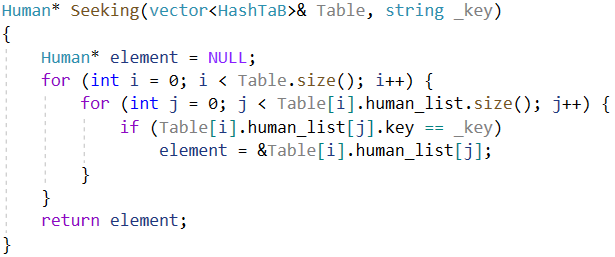 Human* Seeking(vector<HashTaB>& Table, string _key)
{
    Human* element = NULL;
    for (int i = 0; i < Table.size(); i++) {
        for (int j = 0; j < Table[i].human_list.size(); j++) {
            if (Table[i].human_list[j].key == _key)
                element = &Table[i].human_list[j];
        }
    }
    return element;
}